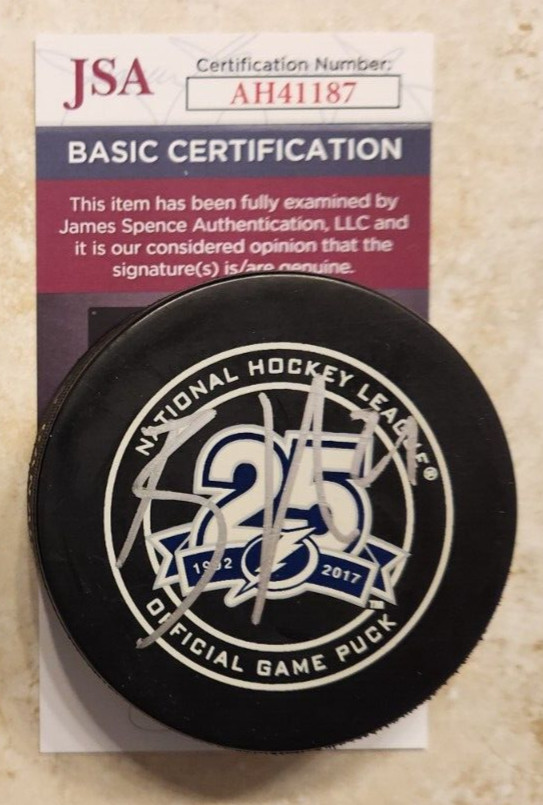 JSA
Certification Number:
AH41187
BASIC CERTIFICATION
This item has been fully examined by
James Spence Authentication, LLC and
it is our considered opinion that the
signature(s) is/are genuine.
NATIONAL HOCKEY LEAGUE®
25
1992 2017
TM
OFFICIAL GAME PUCK